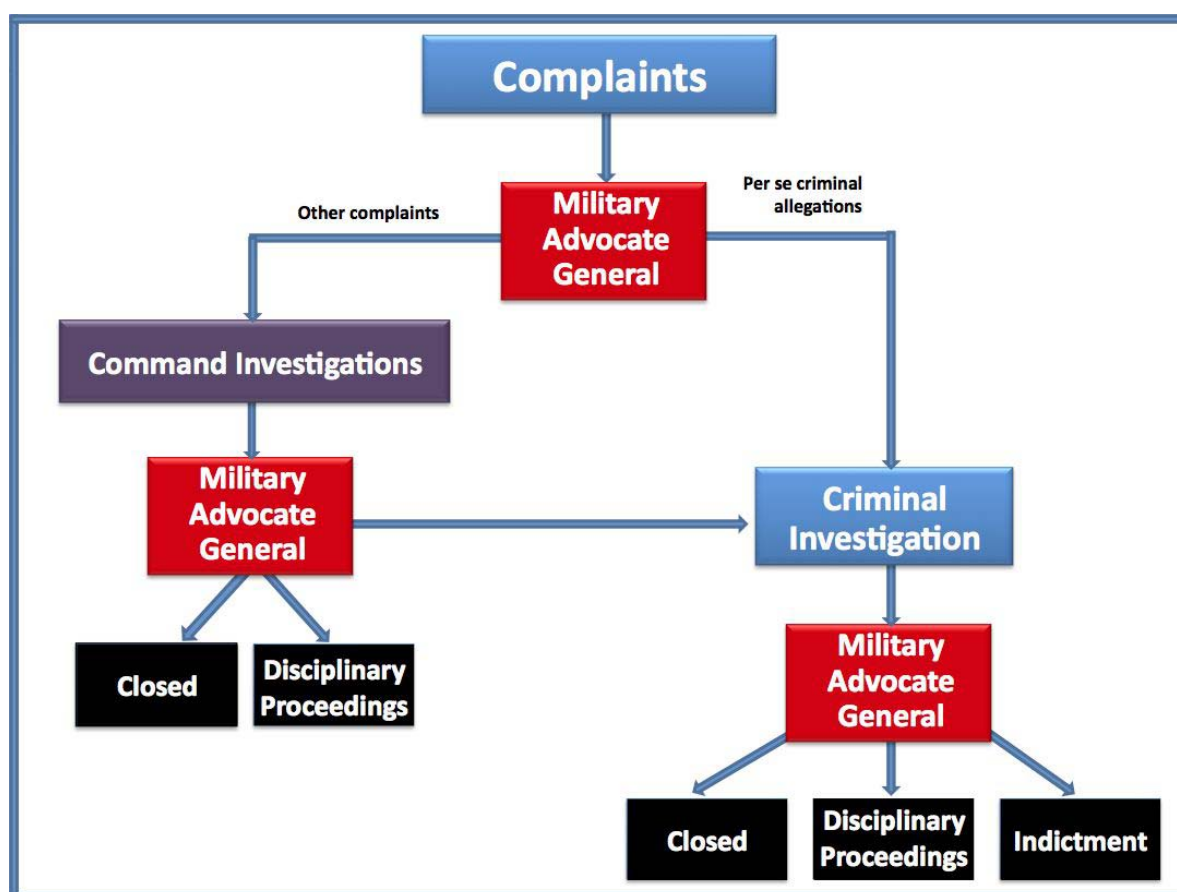 Complaints
Per se criminal
allegations
Other complaints
Military
Advocate
General
Command Investigations
Military
Advocate
General
Criminal
Investigation
Closed
Disciplinary
Proceedings
Military
Advocate
General
Closed
Disciplinary
Proceedings
Indictment